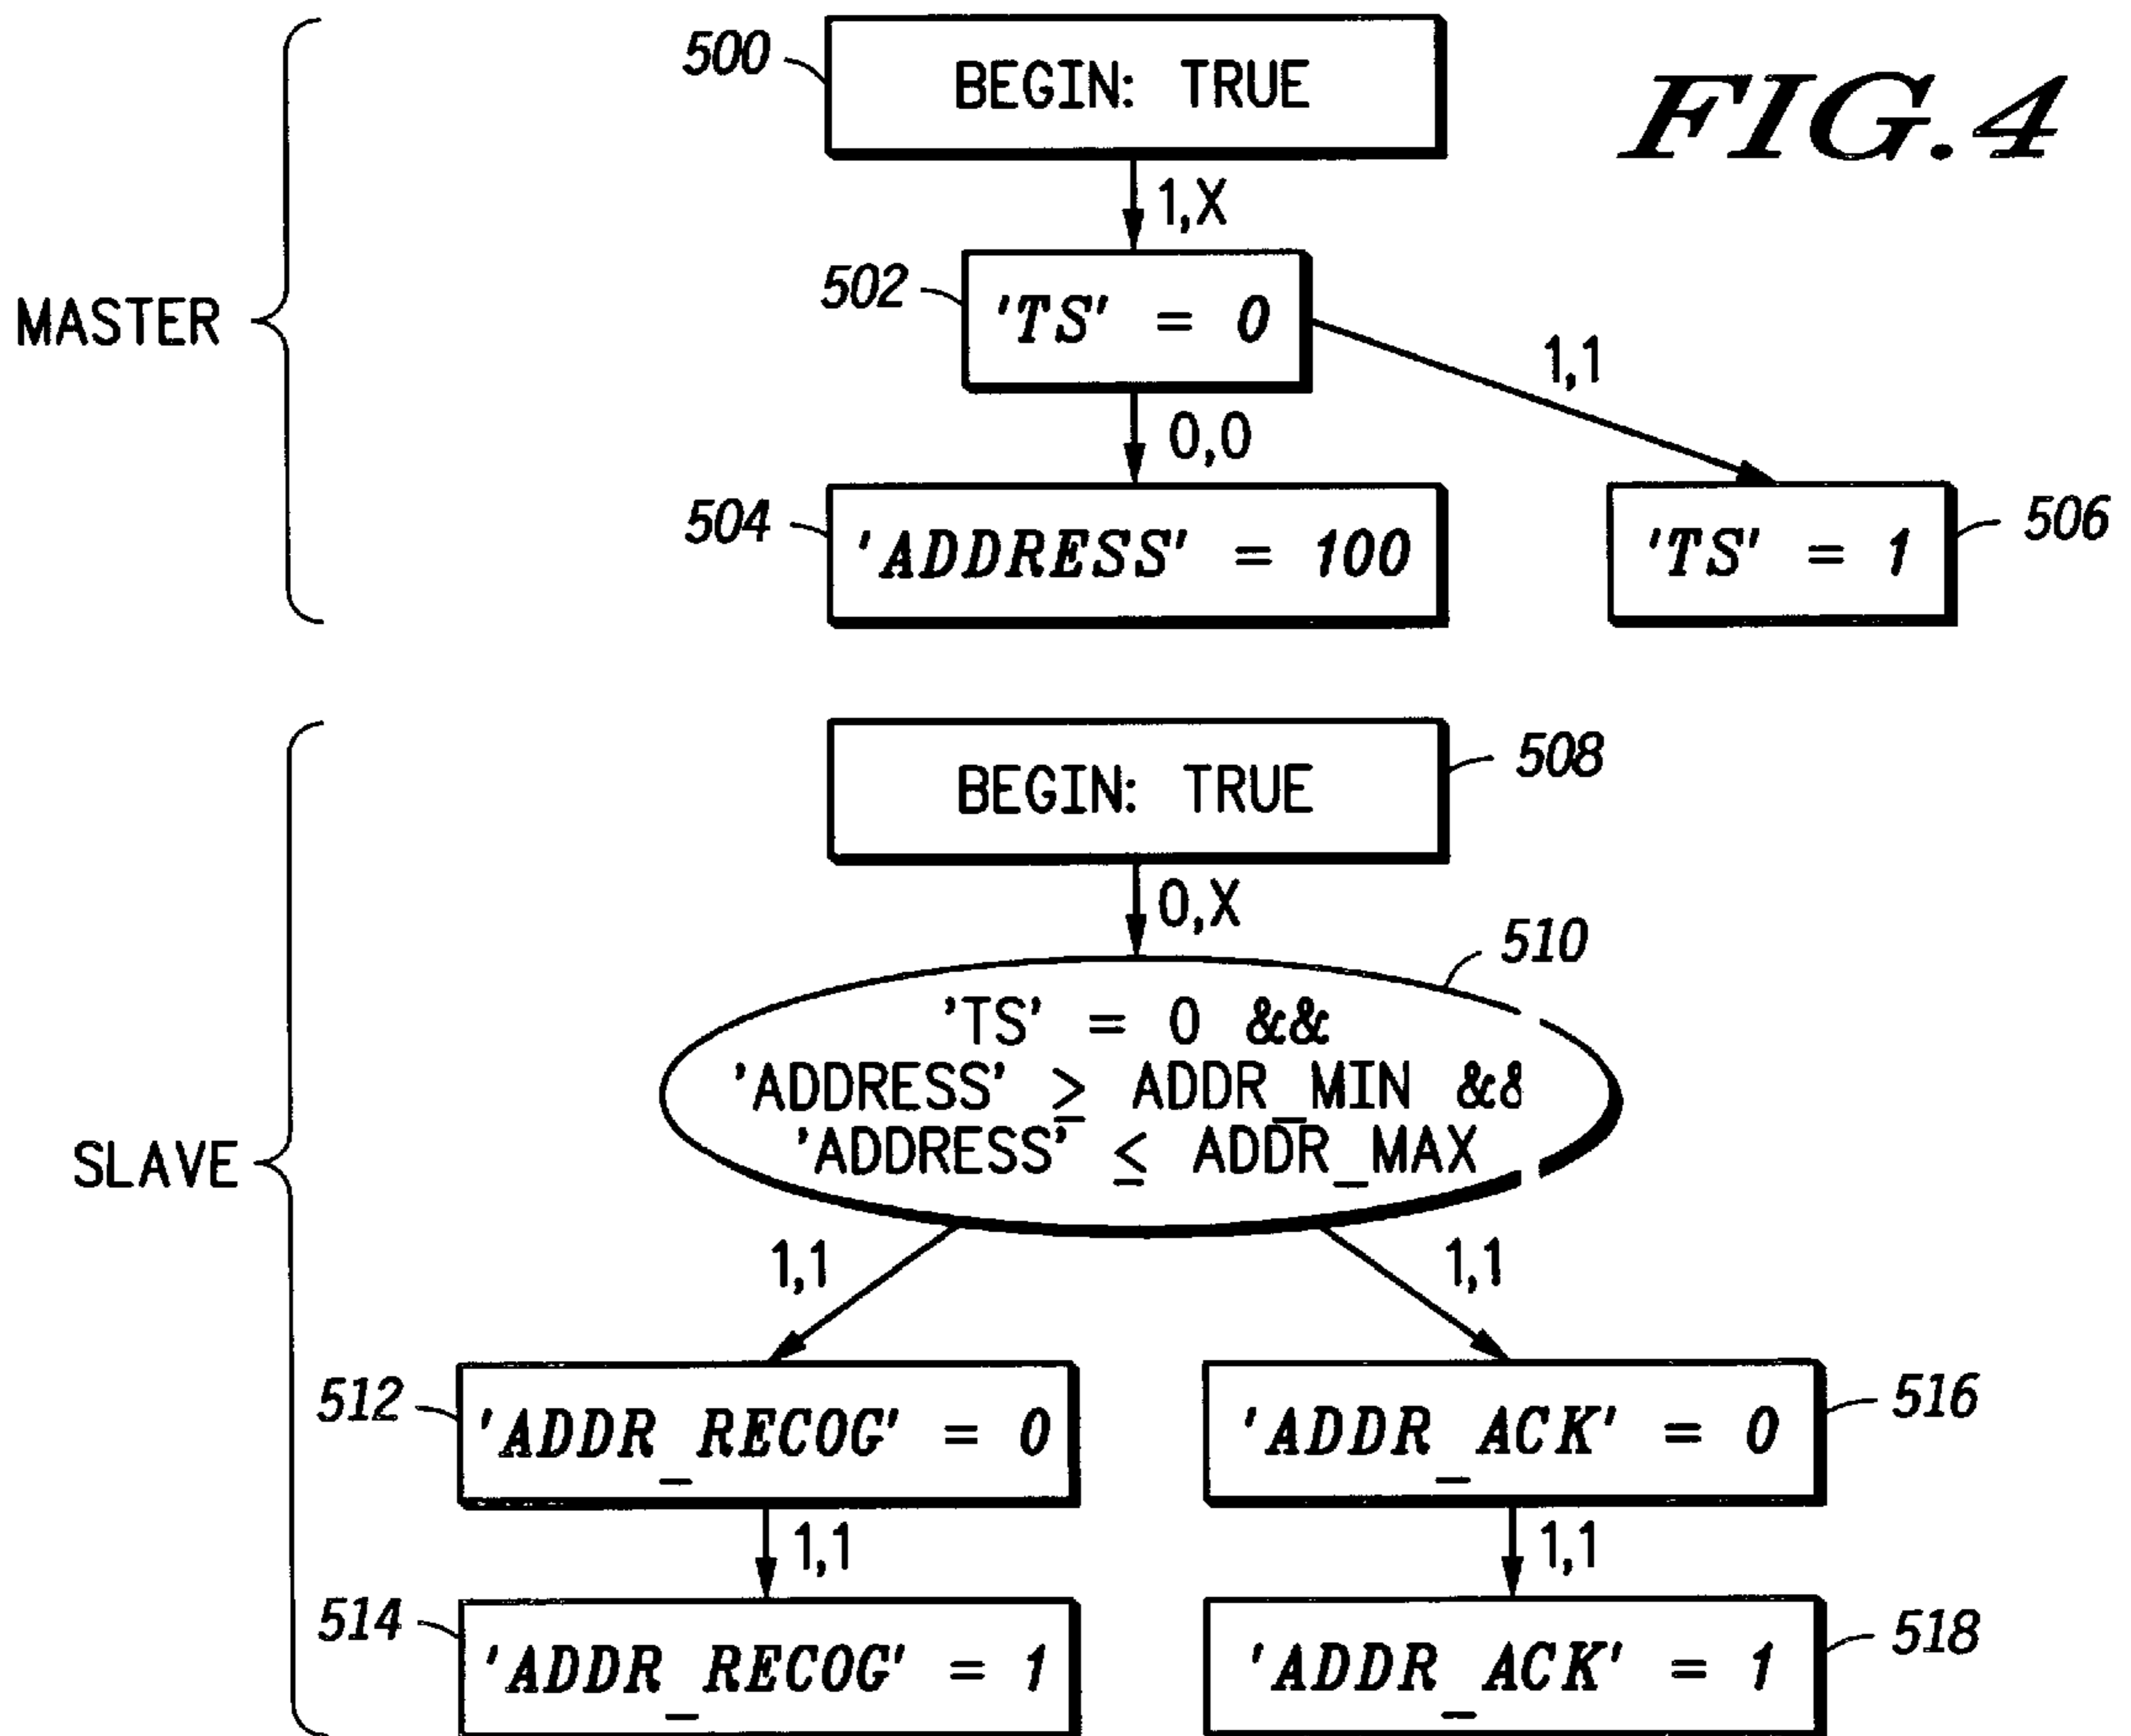 FIG.4
MASTER
500
BEGIN: TRUE
1,X
502
'TS' = 0
1,1
0,0
504
'ADDRESS' = 100
'TS' = 1
506
SLAVE
BEGIN: TRUE
508
0,X
510
'TS' = 0 &&
'ADDRESS' ≥ ADDR_MIN &&
'ADDRESS' ≤ ADDR_MAX
1,1
1,1
512
'ADDR_RECOG' = 0
'ADDR_ACK' = 0
516
1,1
1,1
514
'ADDR_RECOG' = 1
'ADDR_ACK' = 1
518